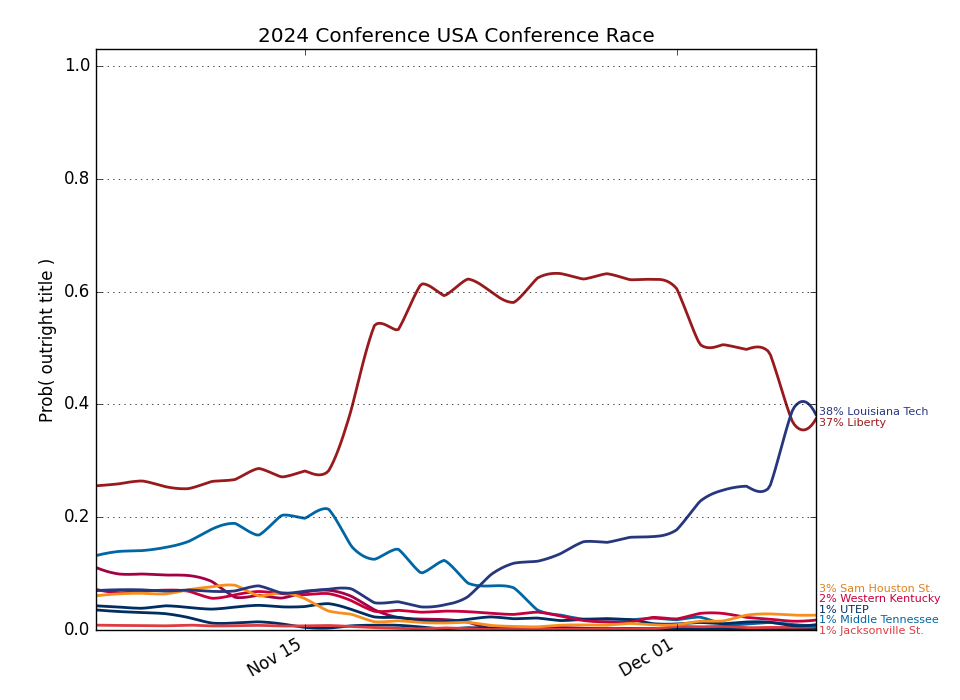 2024 Conference USA Conference Race
Prob( outright title )
1.0
0.8
0.6
0.4
0.2
0.0
Nov 15
Dec 01
38% Louisiana Tech
37% Liberty
3% Sam Houston St.
2% Western Kentucky
1% UTEP
1% Middle Tennessee
1% Jacksonville St.